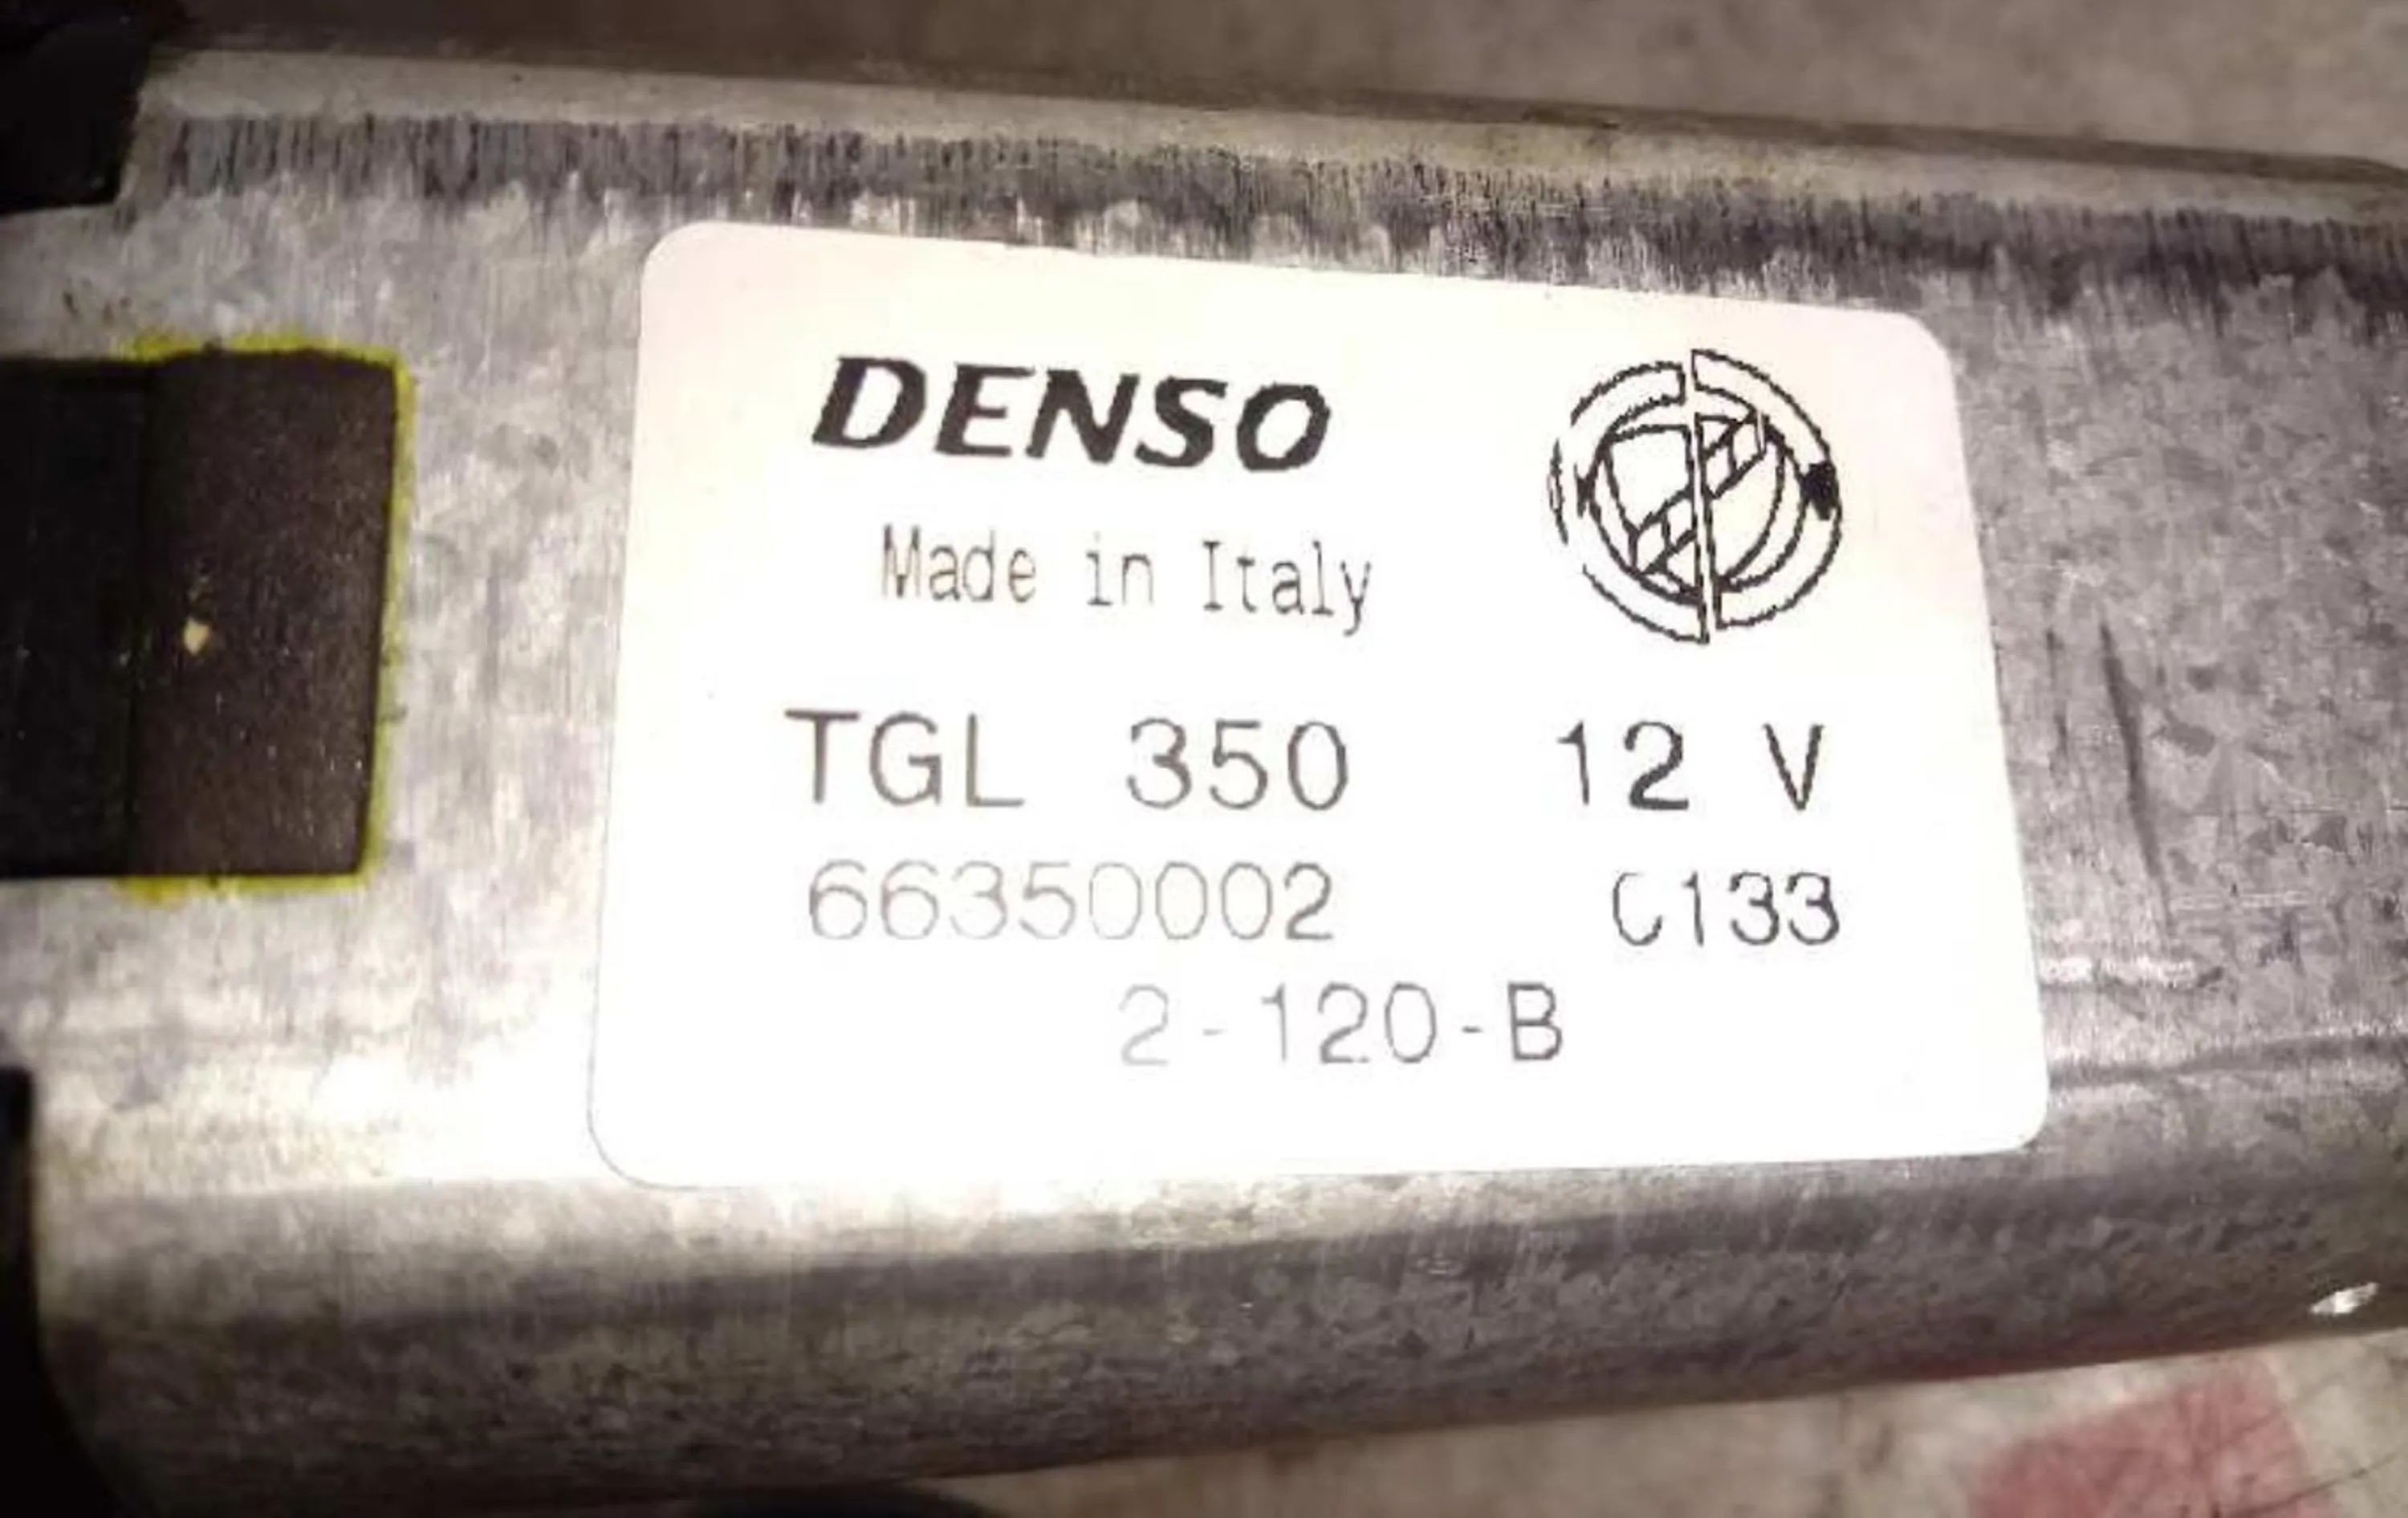 DENSO
Made in Italy
TGL 350 12 V
66350002 C133
2-120-B